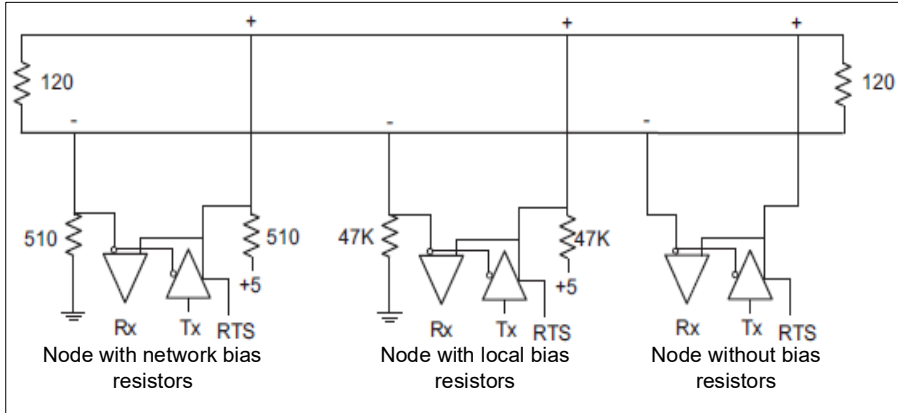 + + +
120 120
- - -
510 510 47K 47K
+5 +5
Rx Tx RTS Rx Tx RTS Rx Tx RTS
Node with network bias
resistors
Node with local bias
resistors
Node without bias
resistors